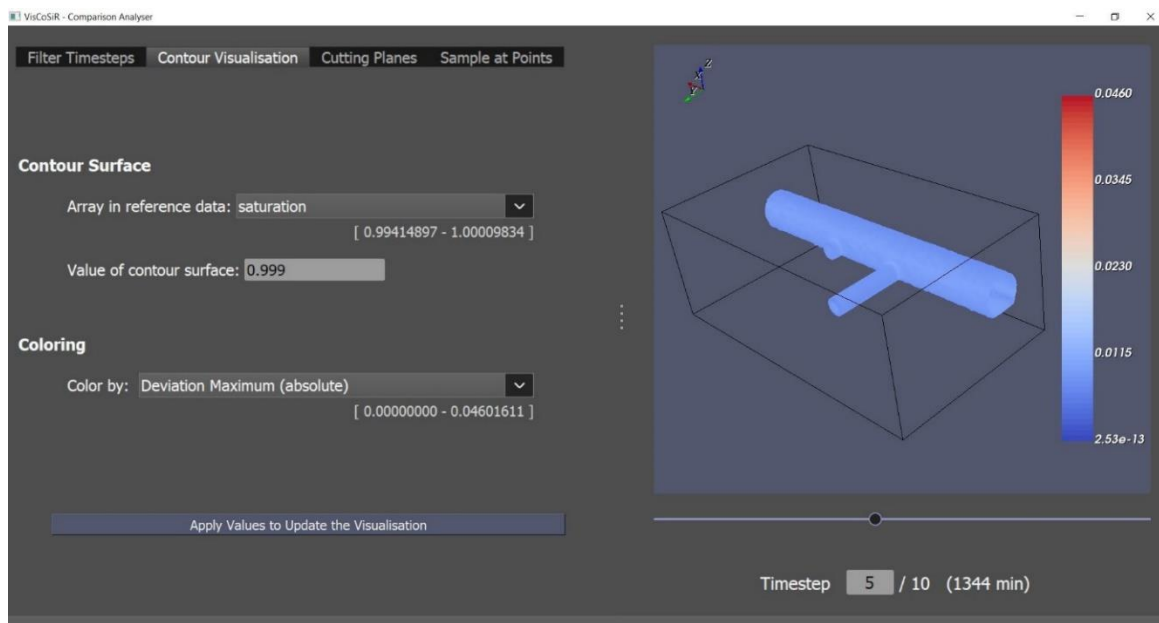 VisCoSiR - Comparison Analyser
Filter Timesteps Contour Visualisation Cutting Planes Sample at Points
Contour Surface
Array in reference data: saturation
[ 0.99414897 - 1.00009834 ]
Value of contour surface: 0.999
Coloring
Color by: Deviation Maximum (absolute)
[ 0.00000000 - 0.04601611 ]
Apply Values to Update the Visualisation
Z
X
Y
0.0460
0.0345
0.0230
0.0115
2.53e-13
Timestep 5 / 10 (1344 min)